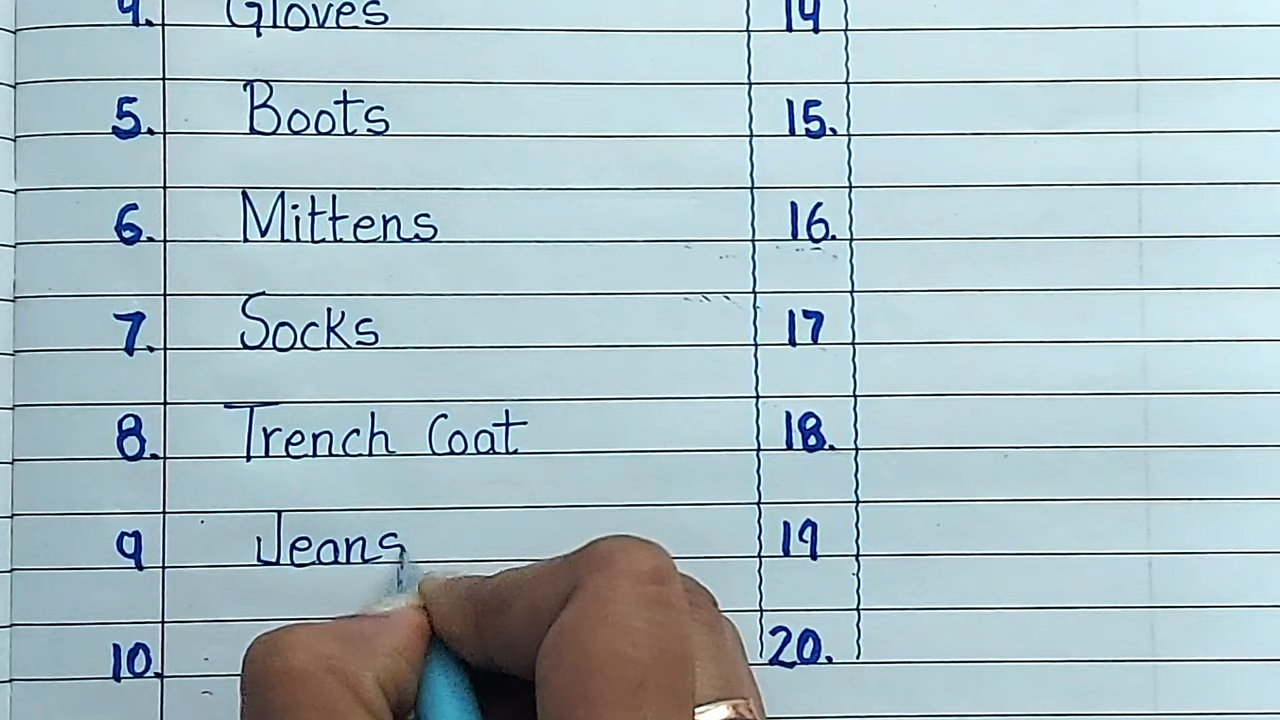 4. Gloves 14
5. Boots 15.
6. Mittens 16.
7. Socks 17
8. Trench Coat 18.
9 Jeans 19
10. 20.